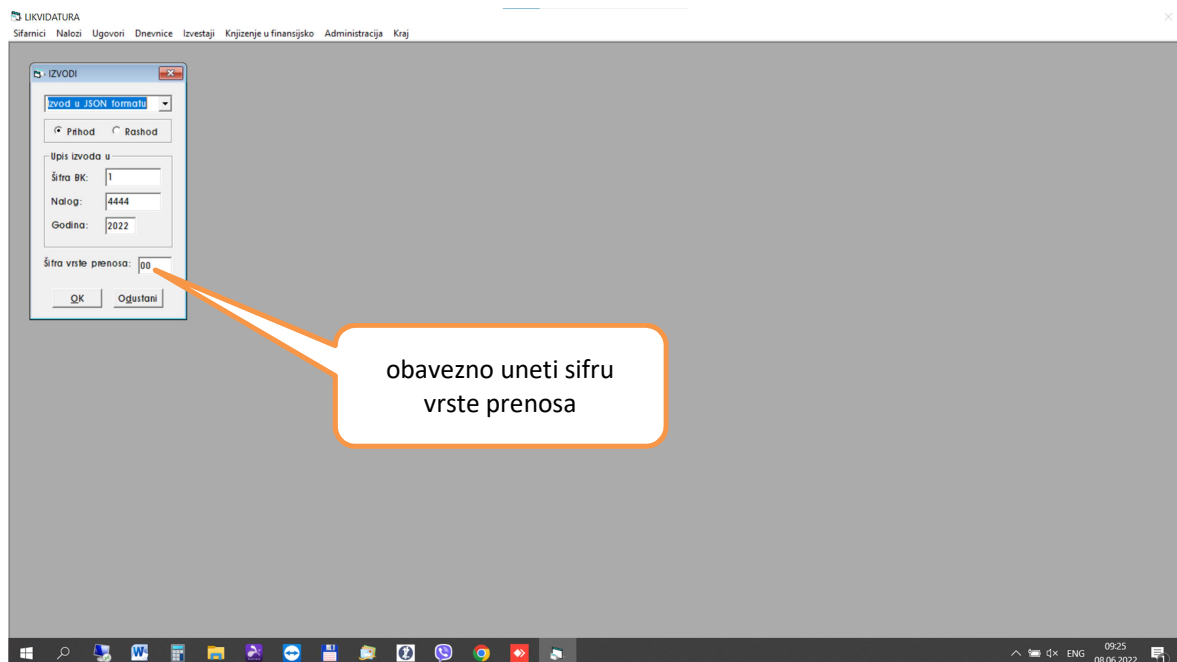 LIKVIDATURA
Sifarnici Nalozi Ugovori Dnevnice Izvestaji Knjizenje u finansijsko Administracija Kraj
IZVODI
Izvod u JSON formatu
Prihod Rashod
Upis izvoda u
Šifra BK: 1
Nalog: 4444
Godina: 2022
Šifra vrste prenosa: 00
OK Odustani
obavezno uneti sifru
vrste prenosa
ENG
09:25
08.06.2022
1